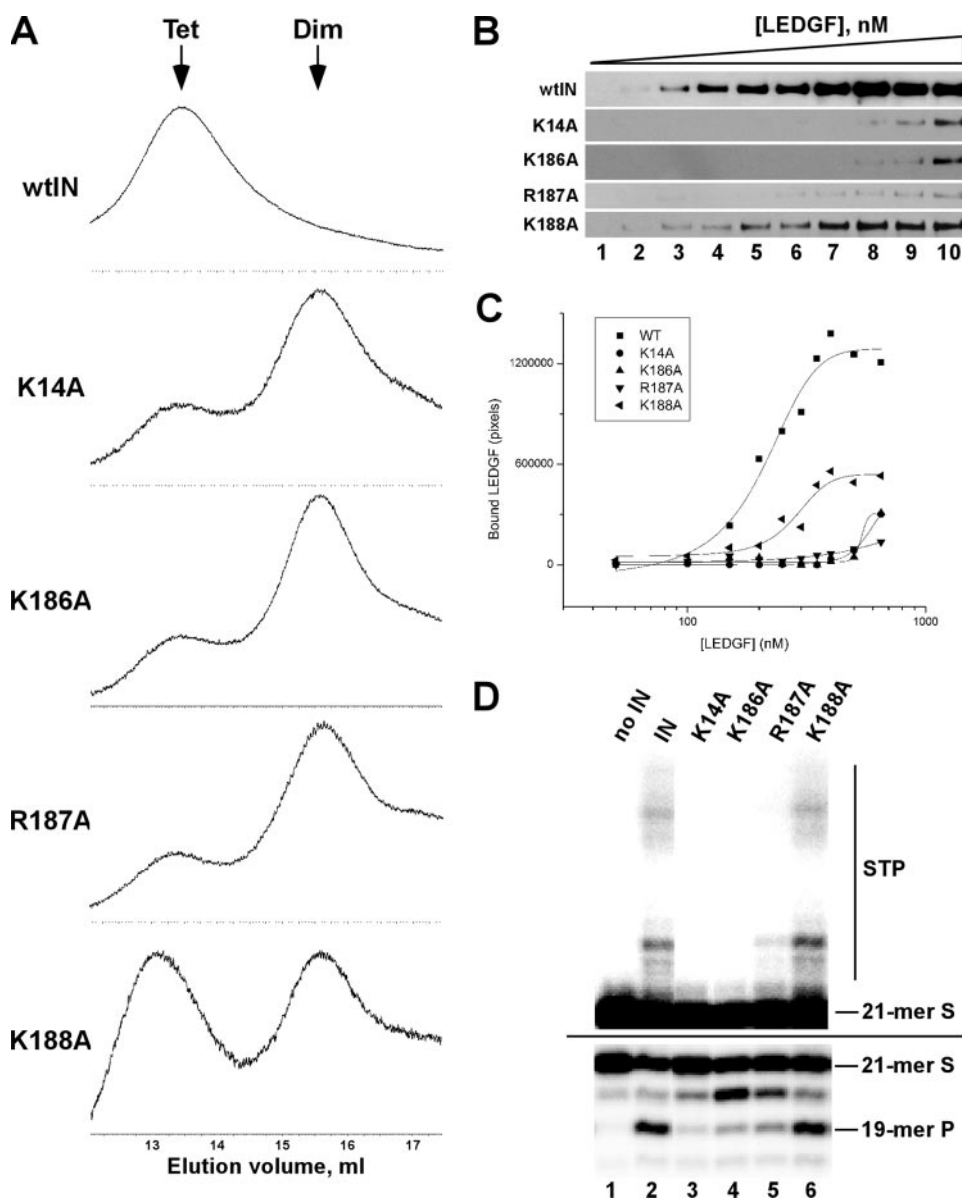 A
Tet Dim
wtIN
K14A
K186A
R187A
K188A
13 14 15 16 17
Elution volume, ml
B
[LEDGF], nM
wtIN
K14A
K186A
R187A
K188A
1 2 3 4 5 6 7 8 9 10
C
WT
K14A
K186A
R187A
K188A
1200000
600000
0
Bound LEDGF (pixels)
100 1000
[LEDGF] (nM)
D
no IN IN K14A K186A R187A K188A
STP
21-mer S
21-mer S
19-mer P
1 2 3 4 5 6